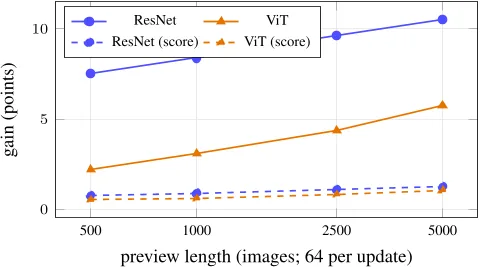 ResNet ViT
ResNet (score) ViT (score)
10
5
0
gain (points)
500 1000 2500 5000
preview length (images; 64 per update)